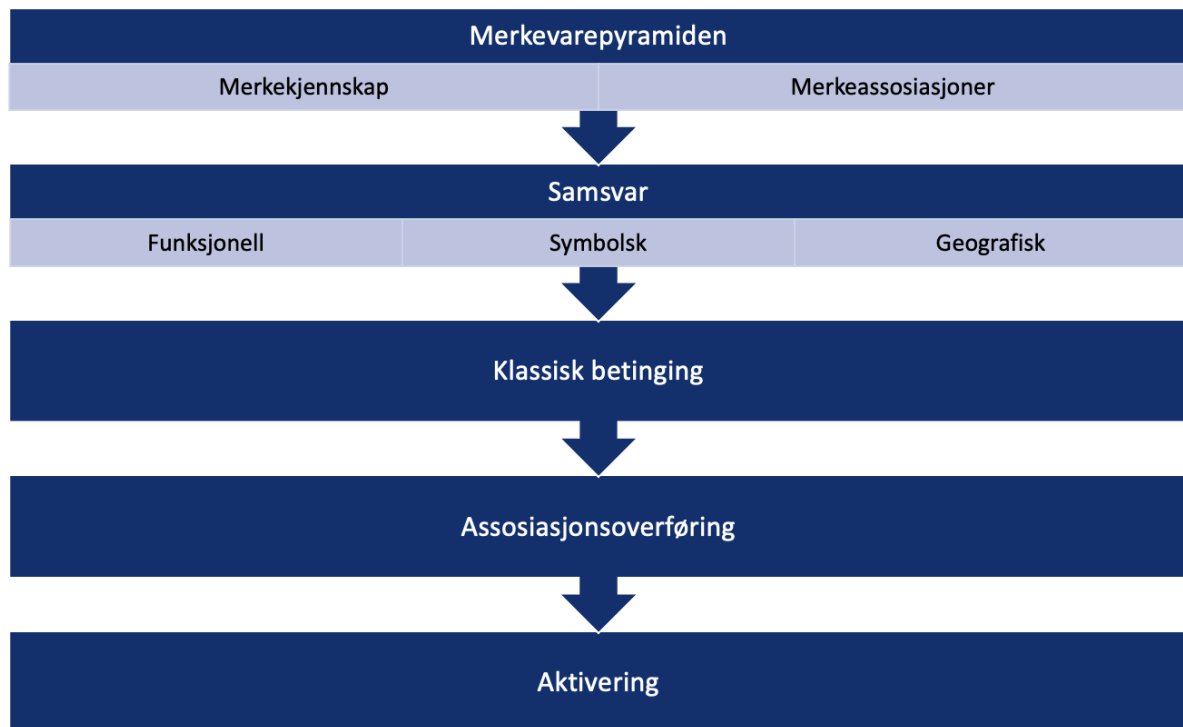 Merkevarepyramiden
Merkekjennskap
Merkeassosiasjoner
Samsvar
Funksjonell
Symbolsk
Geografisk
Klassisk betinging
Assosiasjonsoverføring
Aktivering